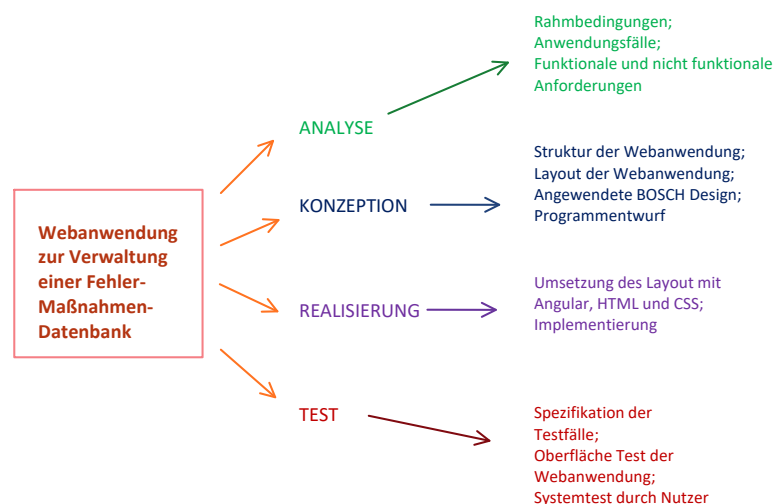 Webanwendung
zur Verwaltung
einer Fehler-
Maßnahmen-
Datenbank
ANALYSE
Rahmbedingungen;
Anwendungsfälle;
Funktionale und nicht funktionale
Anforderungen
KONZEPTION
Struktur der Webanwendung;
Layout der Webanwendung;
Angewendete BOSCH Design;
Programmentwurf
REALISIERUNG
Umsetzung des Layout mit
Angular, HTML und CSS;
Implementierung
TEST
Spezifikation der
Testfälle;
Oberfläche Test der
Webanwendung;
Systemtest durch Nutzer